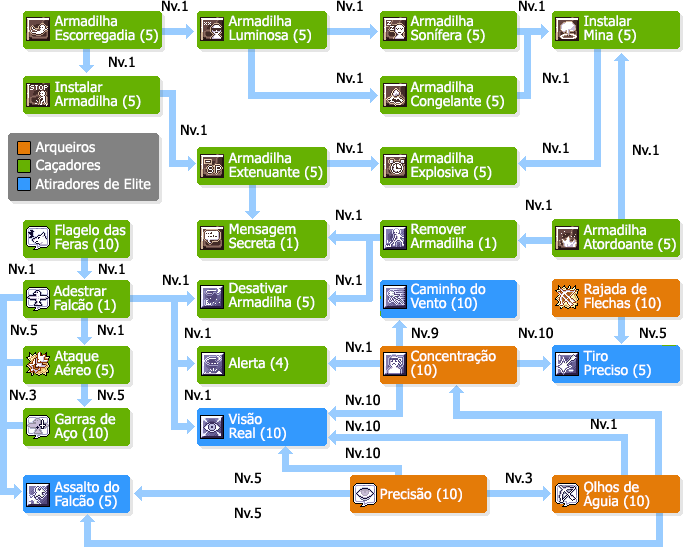 Armadilha
Escorregadia (5)
Nv.1
Armadilha
Luminosa (5)
Nv.1
Armadilha
Sonífera (5)
Nv.1
Instalar
Mina (5)
Nv.1
Instalar
Armadilha (5)
STOP
Nv.1
Armadilha
Congelante (5)
Nv.1
Nv.1
Armadilha
Extenuante (5)
Nv.1
Armadilha
Explosiva (5)
Nv.1
Nv.1
Arqueiros
Caçadores
Atiradores de Elite
Mensagem
Secreta (1)
Nv.1
Remover
Armadilha (1)
Nv.1
Armadilha
Atordoante (5)
Flagelo das
Feras (10)
Nv.1
Nv.1
Adestrar
Falcão (1)
Nv.1
Desativar
Armadilha (5)
Nv.1
Caminho do
Vento (10)
Rajada de
Flechas (10)
Nv.5
Nv.1
Nv.1
Nv.9
Nv.10
Nv.5
Ataque
Aéreo (5)
Alerta (4)
Nv.1
Concentração
(10)
Tiro
Preciso (5)
Nv.3
Nv.5
Nv.1
Nv.10
Garras de
Aço (10)
Visão
Real (10)
Nv.10
Nv.1
Nv.10
Assalto do
Falcão (5)
Nv.5
Precisão (10)
Nv.3
Olhos de
Águia (10)
Nv.5